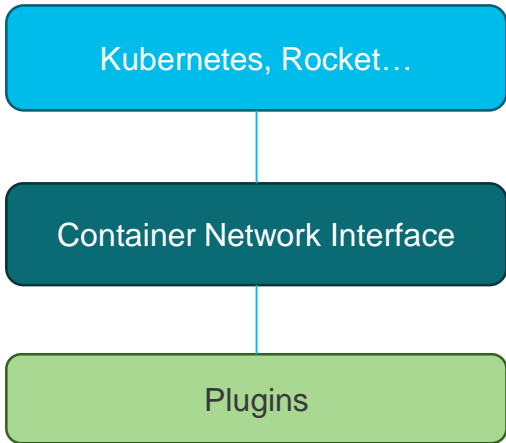 Kubernetes, Rocket…
Container Network Interface
Plugins